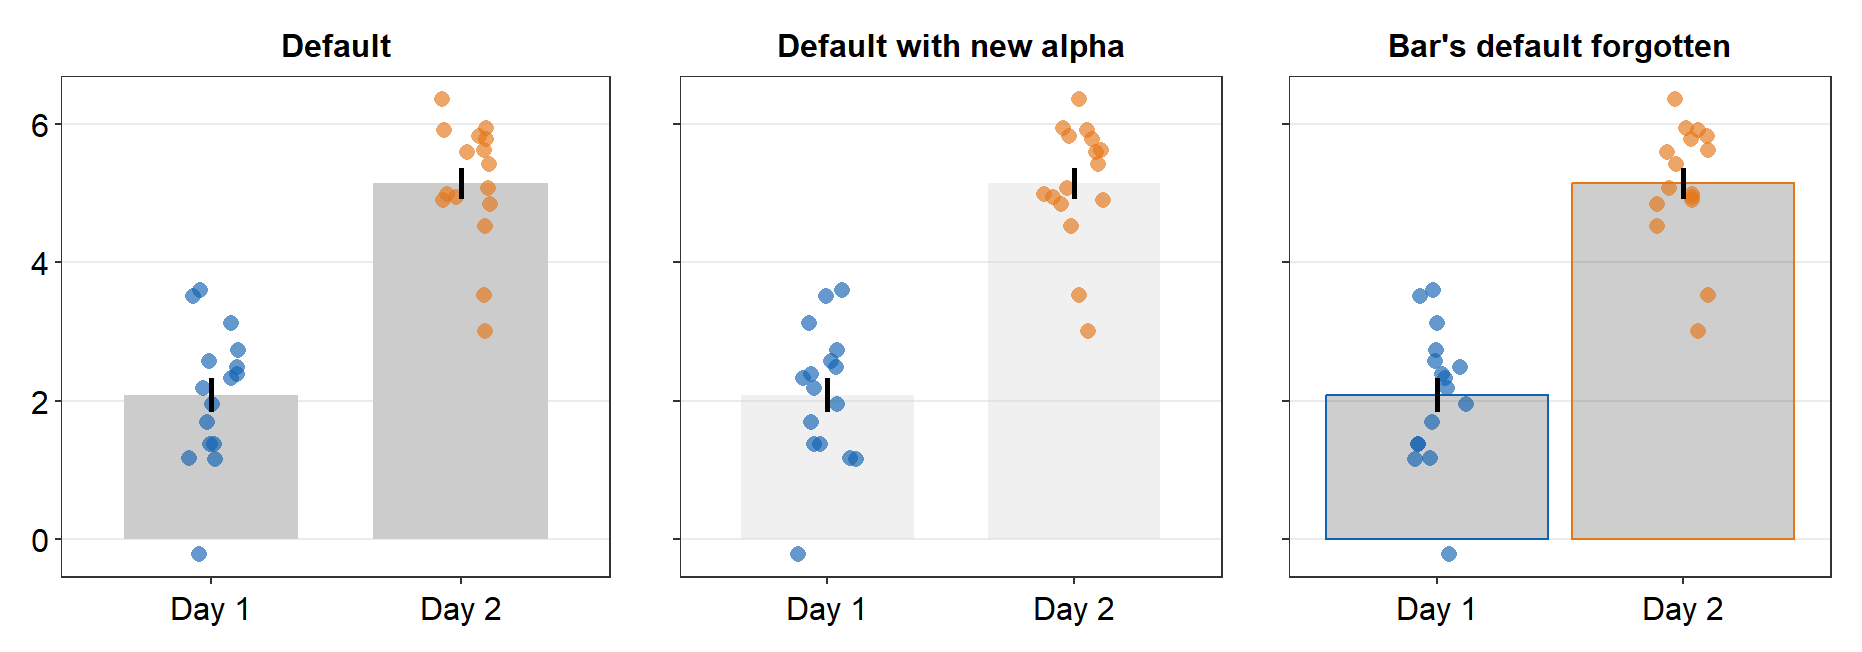 Default
Default with new alpha
Bar's default forgotten
6
4
2
0
Day 1
Day 2
Day 1
Day 2
Day 1
Day 2